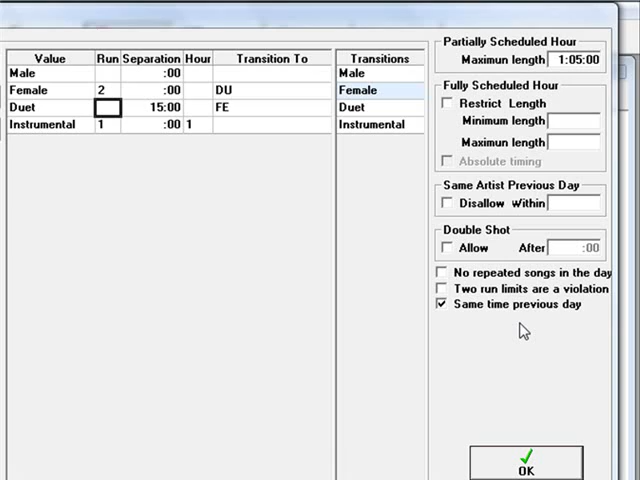 Value Run Separation Hour Transition To Transitions
Male :00 Male
Female 2 :00 DU Female
Duet 15:00 FE Duet
Instrumental 1 :00 1 Instrumental
Partially Scheduled Hour
Maximun length 1:05:00
Fully Scheduled Hour
Restrict Length
Minimum length
Maximun length
Absolute timing
Same Artist Previous Day
Disallow Within
Double Shot
Allow After :00
No repeated songs in the day
Two run limits are a violation
Same time previous day
OK